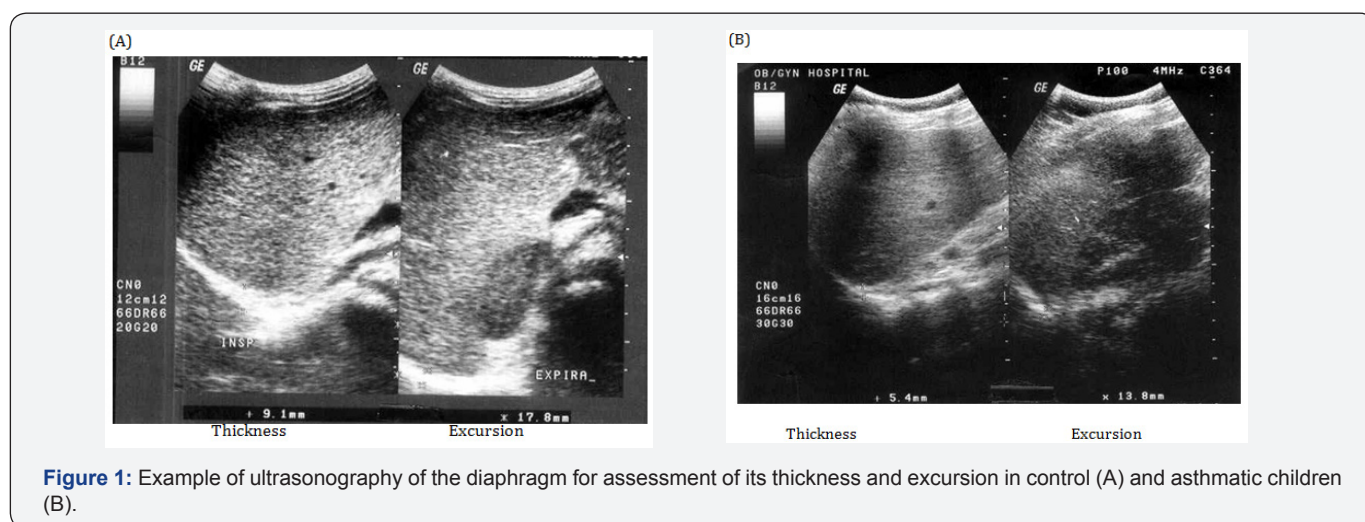 (A)
B12
GE
GE
CN0
12cm12
66DR66
20G20
INSP
EXPIRA_
+ 9.1mm
x 17.8mm
Thickness
Excursion
(B)
OB/GYN HOSPITAL
P100 4MHz C364
B12
GE
GE
CN0
16cm16
66DR66
30G30
+ 5.4mm
x 13.8mm
Thickness
Excursion
Figure 1: Example of ultrasonography of the diaphragm for assessment of its thickness and excursion in control (A) and asthmatic children
(B).